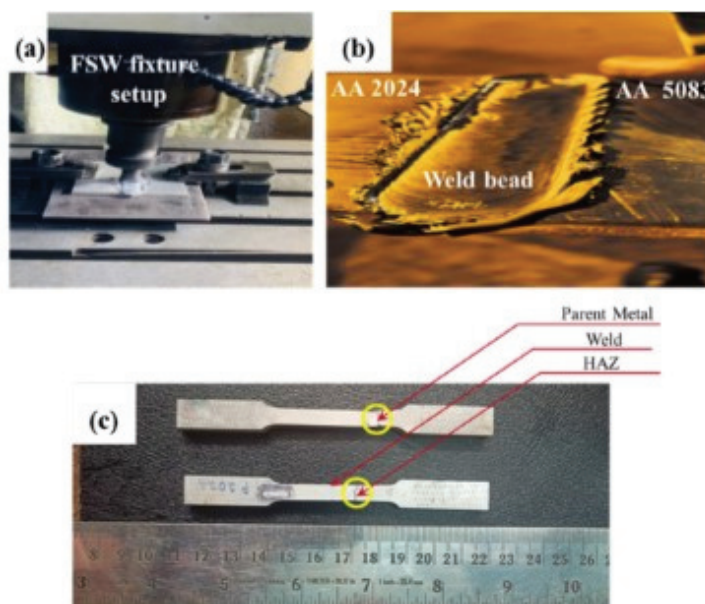 (a)
FSW fixture
setup
(b)
AA 2024
AA 5083
Weld bead
Parent Metal
Weld
HAZ
(c)
8 9 10 11 12 13 14 15 16 17 18 19 20 21 22 23 24 25 26
3 4 5 6 7 8 9 10